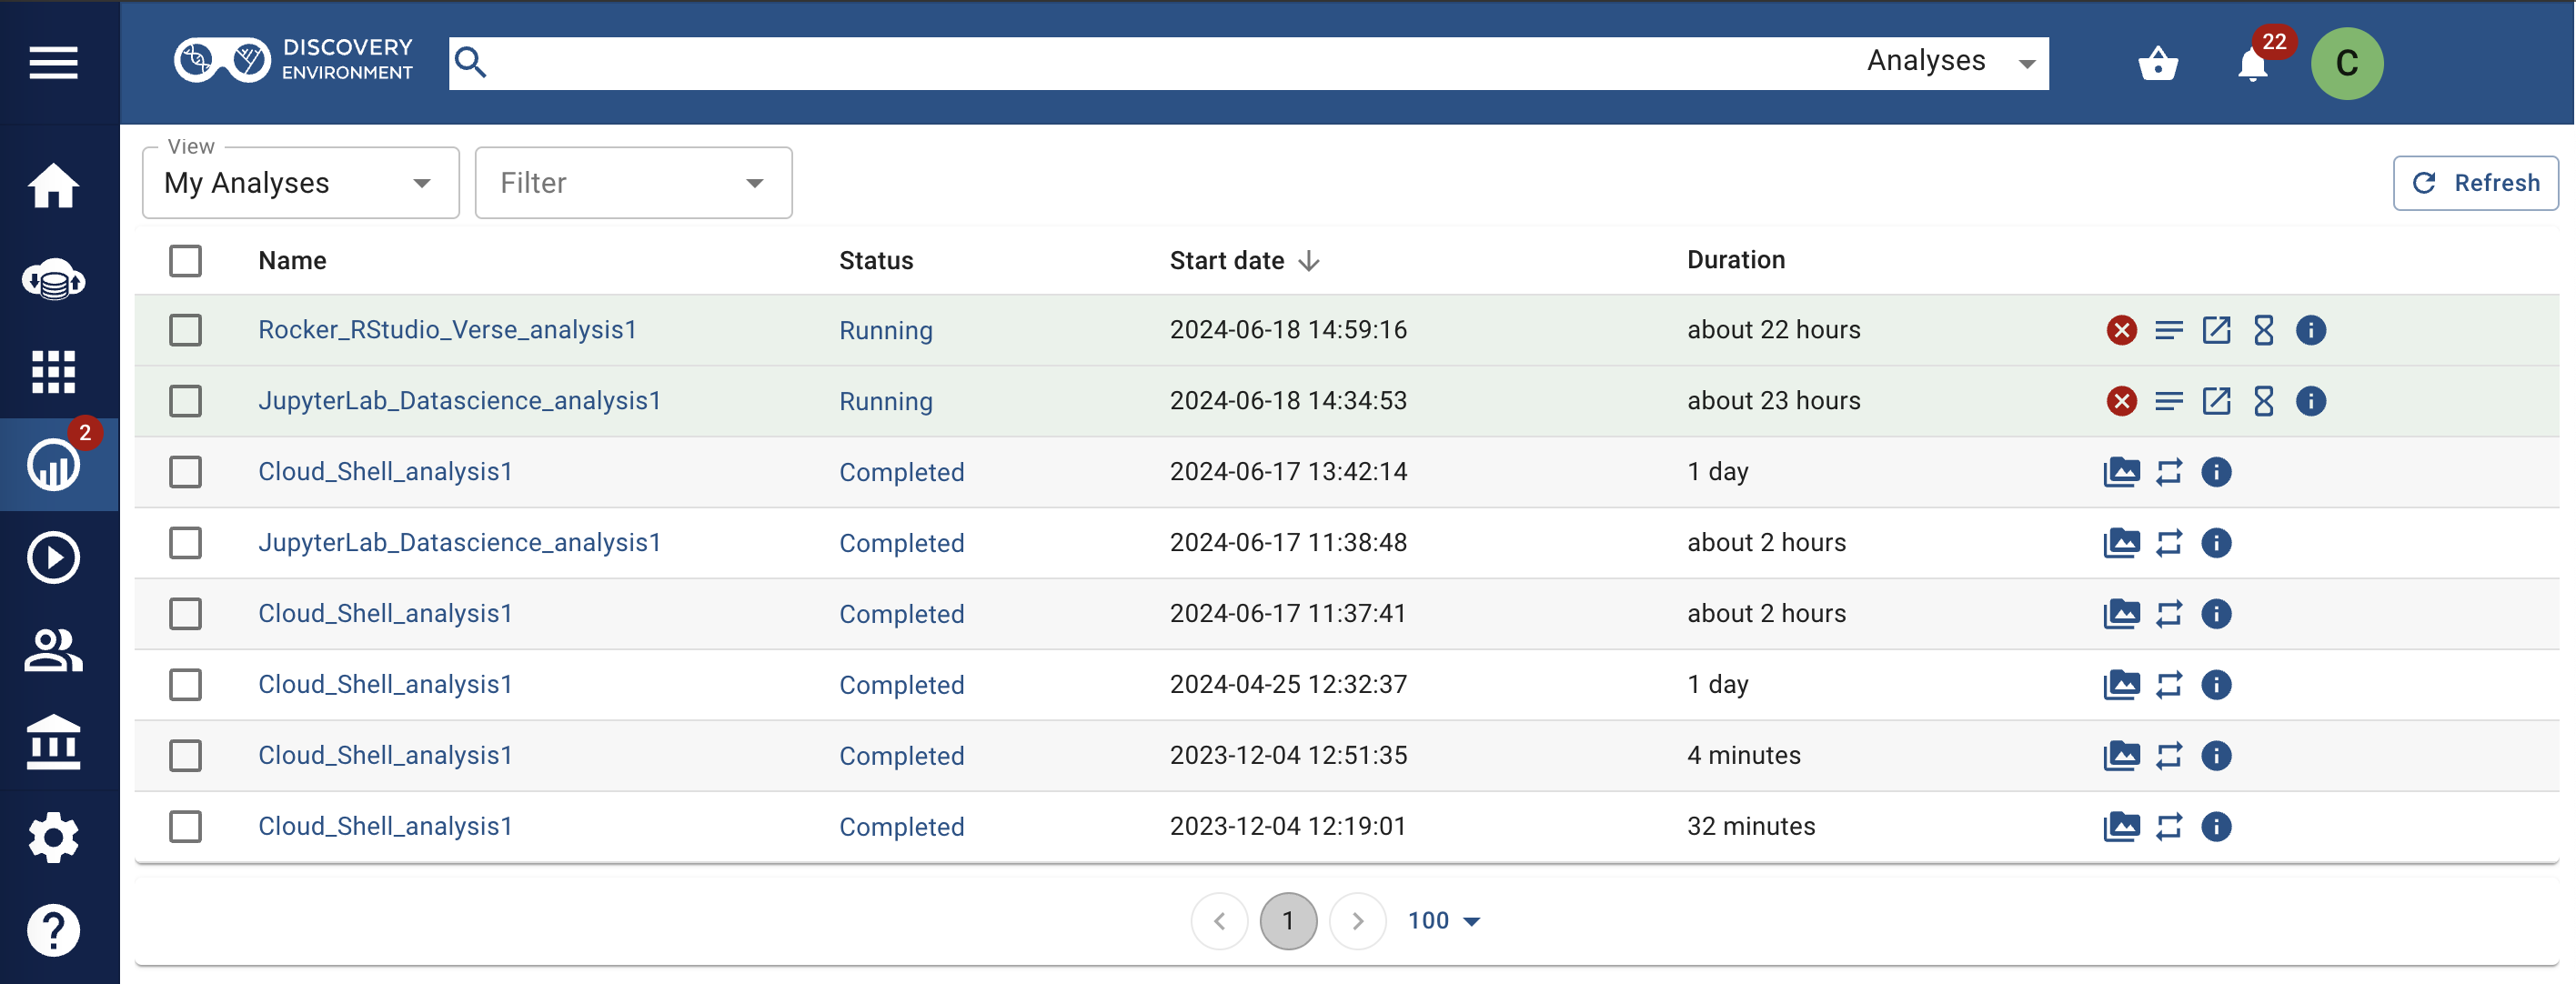 DISCOVERY
ENVIRONMENT
Analyses
22
C
View
My Analyses
Filter
Refresh
Name Status Start date Duration
Rocker_RStudio_Verse_analysis1 Running 2024-06-18 14:59:16 about 22 hours
JupyterLab_Datascience_analysis1 Running 2024-06-18 14:34:53 about 23 hours
2
Cloud_Shell_analysis1 Completed 2024-06-17 13:42:14 1 day
JupyterLab_Datascience_analysis1 Completed 2024-06-17 11:38:48 about 2 hours
Cloud_Shell_analysis1 Completed 2024-06-17 11:37:41 about 2 hours
Cloud_Shell_analysis1 Completed 2024-04-25 12:32:37 1 day
Cloud_Shell_analysis1 Completed 2023-12-04 12:51:35 4 minutes
Cloud_Shell_analysis1 Completed 2023-12-04 12:19:01 32 minutes
1 100